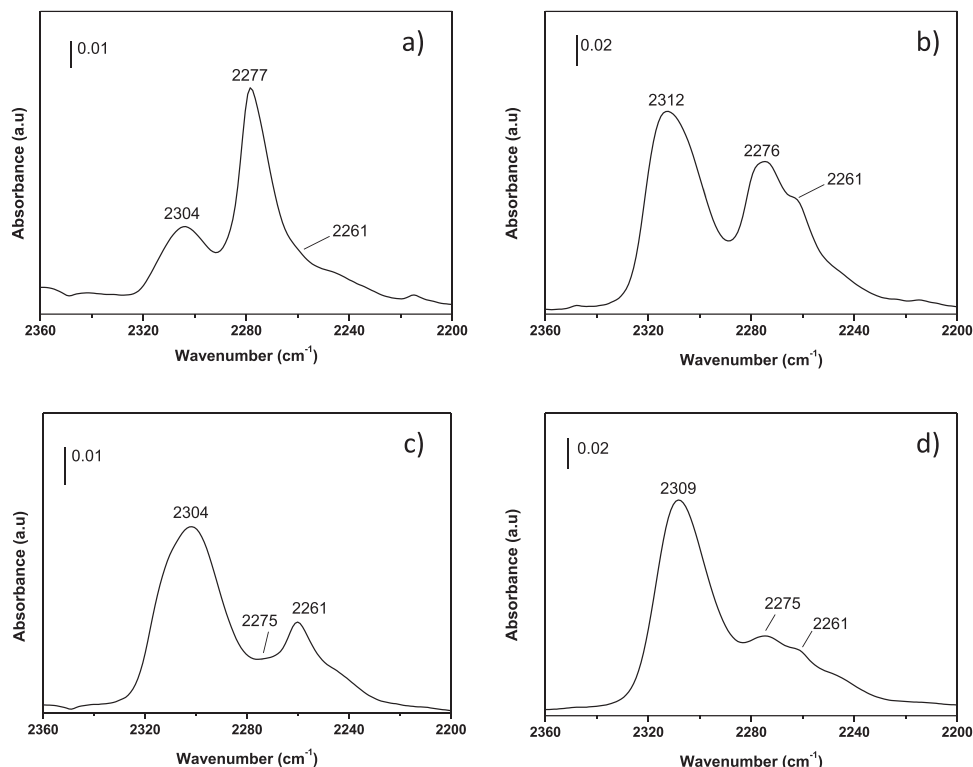 a)
0.01
2277
2304
2261
Absorbance (a.u)
2360 2320 2280 2240 2200
Wavenumber (cm-1)
b)
0.02
2312
2276
2261
Absorbance (a.u)
2360 2320 2280 2240 2200
Wavenumber (cm-1)
c)
0.01
2304
2275 2261
Absorbance (a.u)
2360 2320 2280 2240 2200
Wavenumber (cm-1)
d)
0.02
2309
2275
2261
Absorbance (a.u)
2360 2320 2280 2240 2200
Wavenumber (cm-1)